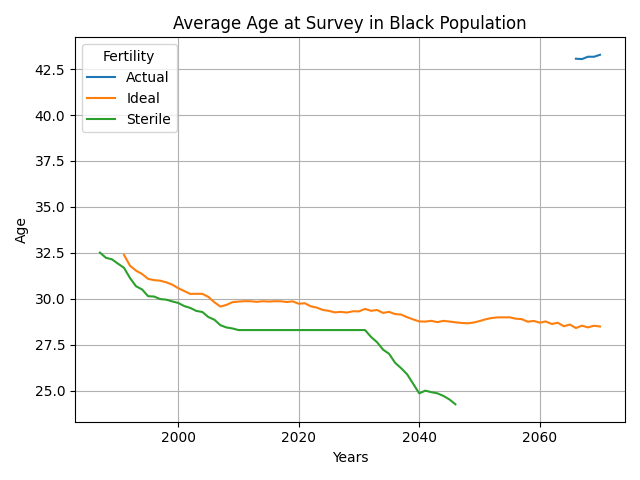 Average Age at Survey in Black Population
Fertility
Actual
Ideal
Sterile
42.5
40.0
37.5
35.0
32.5
30.0
27.5
25.0
Age
2000
2020
2040
2060
Years